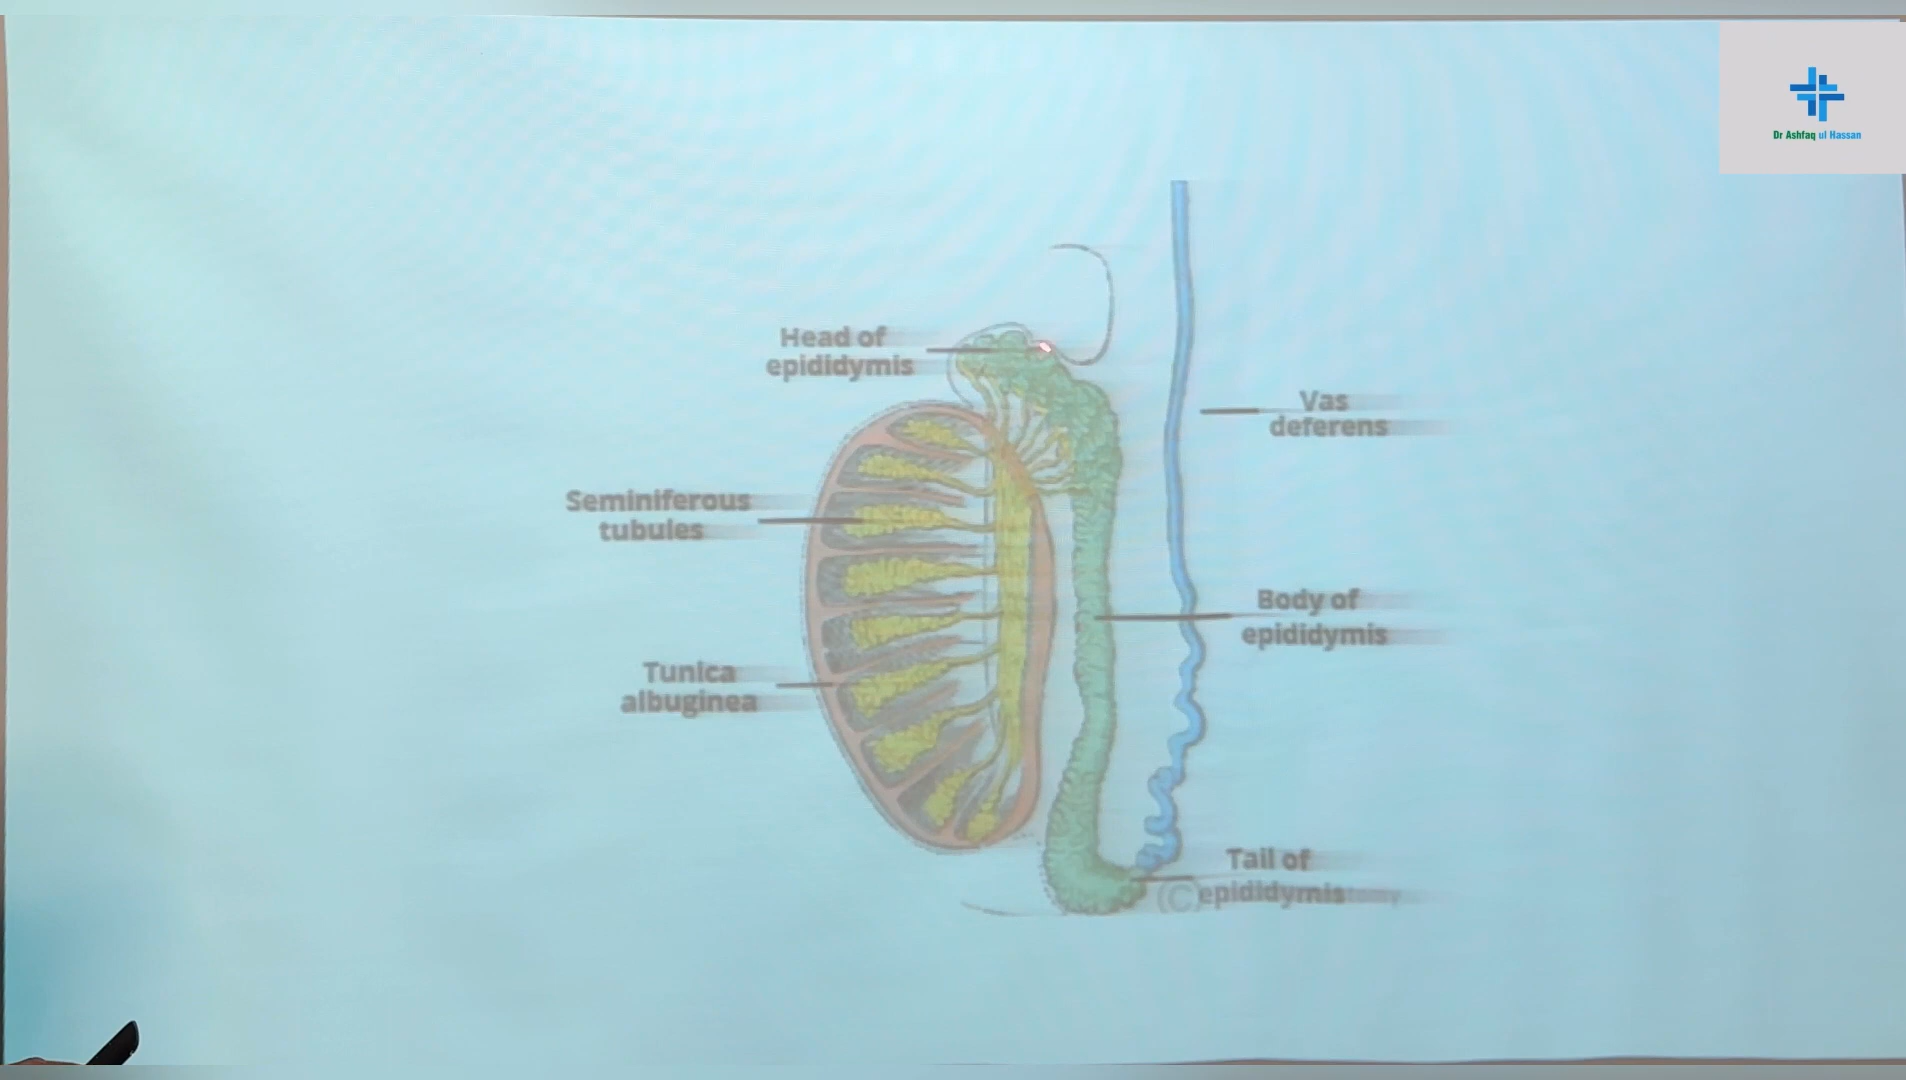 Dr Ashfaq ul Hassan
Head of
epididymis
Vas
deferens
Seminiferous
tubules
Body of
epididymis
Tunica
albuginea
Tail of
©epididymis